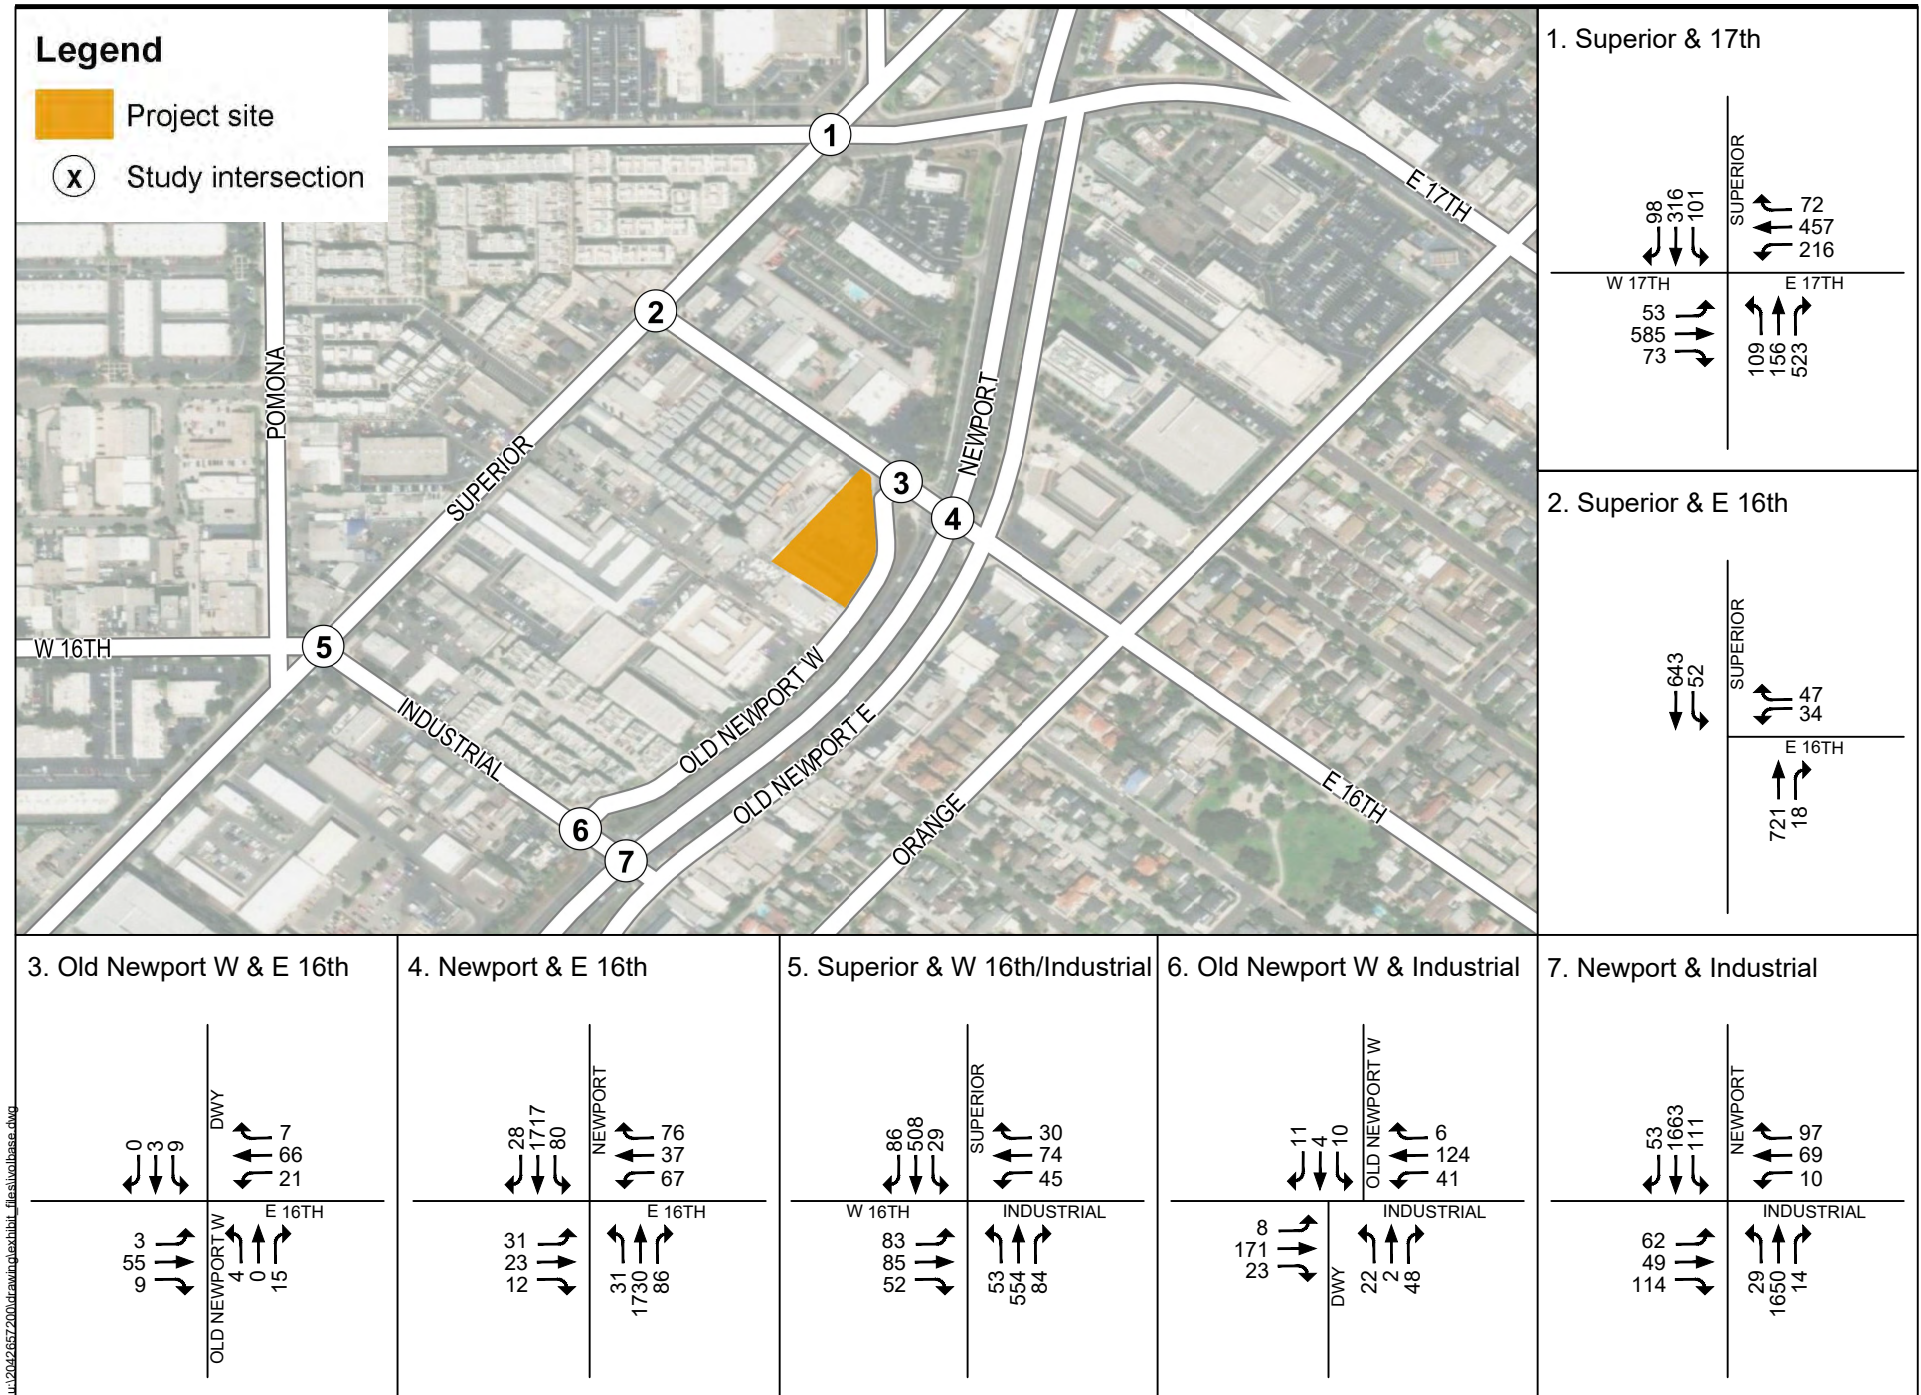 Legend
Project site
X
Study intersection
1
2
3
4
5
6
7
E 17TH
POMONA
SUPERIOR
NEWPORT
W 16TH
INDUSTRIAL
OLD NEWPORT W
OLD NEWPORT E
ORANGE
E 16TH
1. Superior & 17th
98
316
101
SUPERIOR
72
457
216
W 17TH
E 17TH
53
585
73
109
156
523
2. Superior & E 16th
643
52
SUPERIOR
47
34
E 16TH
721
18
3. Old Newport W & E 16th
0
3
9
DWY
7
66
21
E 16TH
3
55
9
OLD NEWPORT W
4
0
15
4. Newport & E 16th
28
1717
80
NEWPORT
76
37
67
E 16TH
31
23
12
31
1730
86
5. Superior & W 16th/Industrial
86
508
29
SUPERIOR
30
74
45
W 16TH
INDUSTRIAL
83
85
52
53
554
84
6. Old Newport W & Industrial
11
4
10
OLD NEWPORT W
6
124
41
INDUSTRIAL
8
171
23
DWY
22
2
48
7. Newport & Industrial
53
1663
111
NEWPORT
97
69
10
INDUSTRIAL
62
49
114
29
1650
14
u:\2042657200\drawing\exhibit_files\ivolbase.dwg